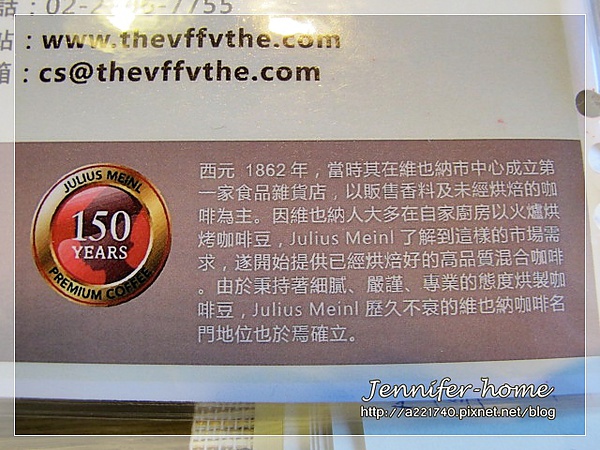 話：02-2 7755
站：www.thevffvthe.com
箱：cs@thevffvthe.com
JULIUS MEINL
150
YEARS
PREMIUM COFFEE
西元 1862 年，當時其在維也納市中心成立第
一家食品雜貨店，以販售香料及未經烘焙的咖
啡為主。因維也納人大多在自家廚房以火爐烘
烤咖啡豆，Julius Meinl 了解到這樣的市場需
求，遂開始提供已經烘焙好的高品質混合咖啡
。由於秉持著細膩、嚴謹、專業的態度烘製咖
啡豆，Julius Meinl 歷久不衰的維也納咖啡名
門地位也於焉確立。
Jennifer-home
http://a221740.pixnet.net/blog